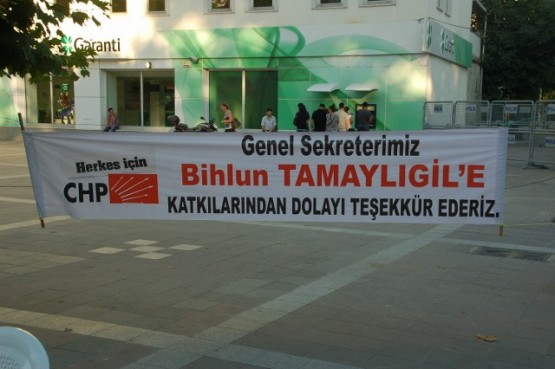 Garanti
Herkes için
CHP
Genel Sekreterimiz
Bihlun TAMAYLIGİL'E
KATKILARINDAN DOLAYI TEŞEKKÜR EDERİZ.